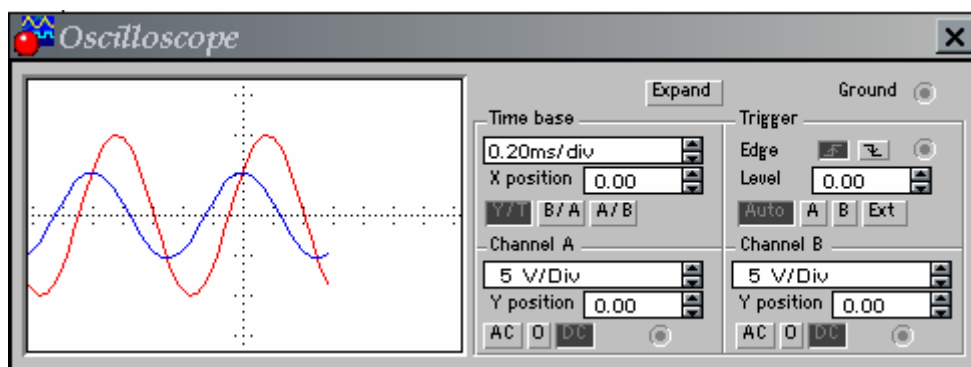 Oscilloscope
Expand
Ground
Time base
0.20ms/div
X position 0.00
Y/T B/A A/B
Trigger
Edge
Level 0.00
Auto A B Ext
Channel A
5 V/Div
Y position 0.00
AC 0 DC
Channel B
5 V/Div
Y position 0.00
AC 0 DC